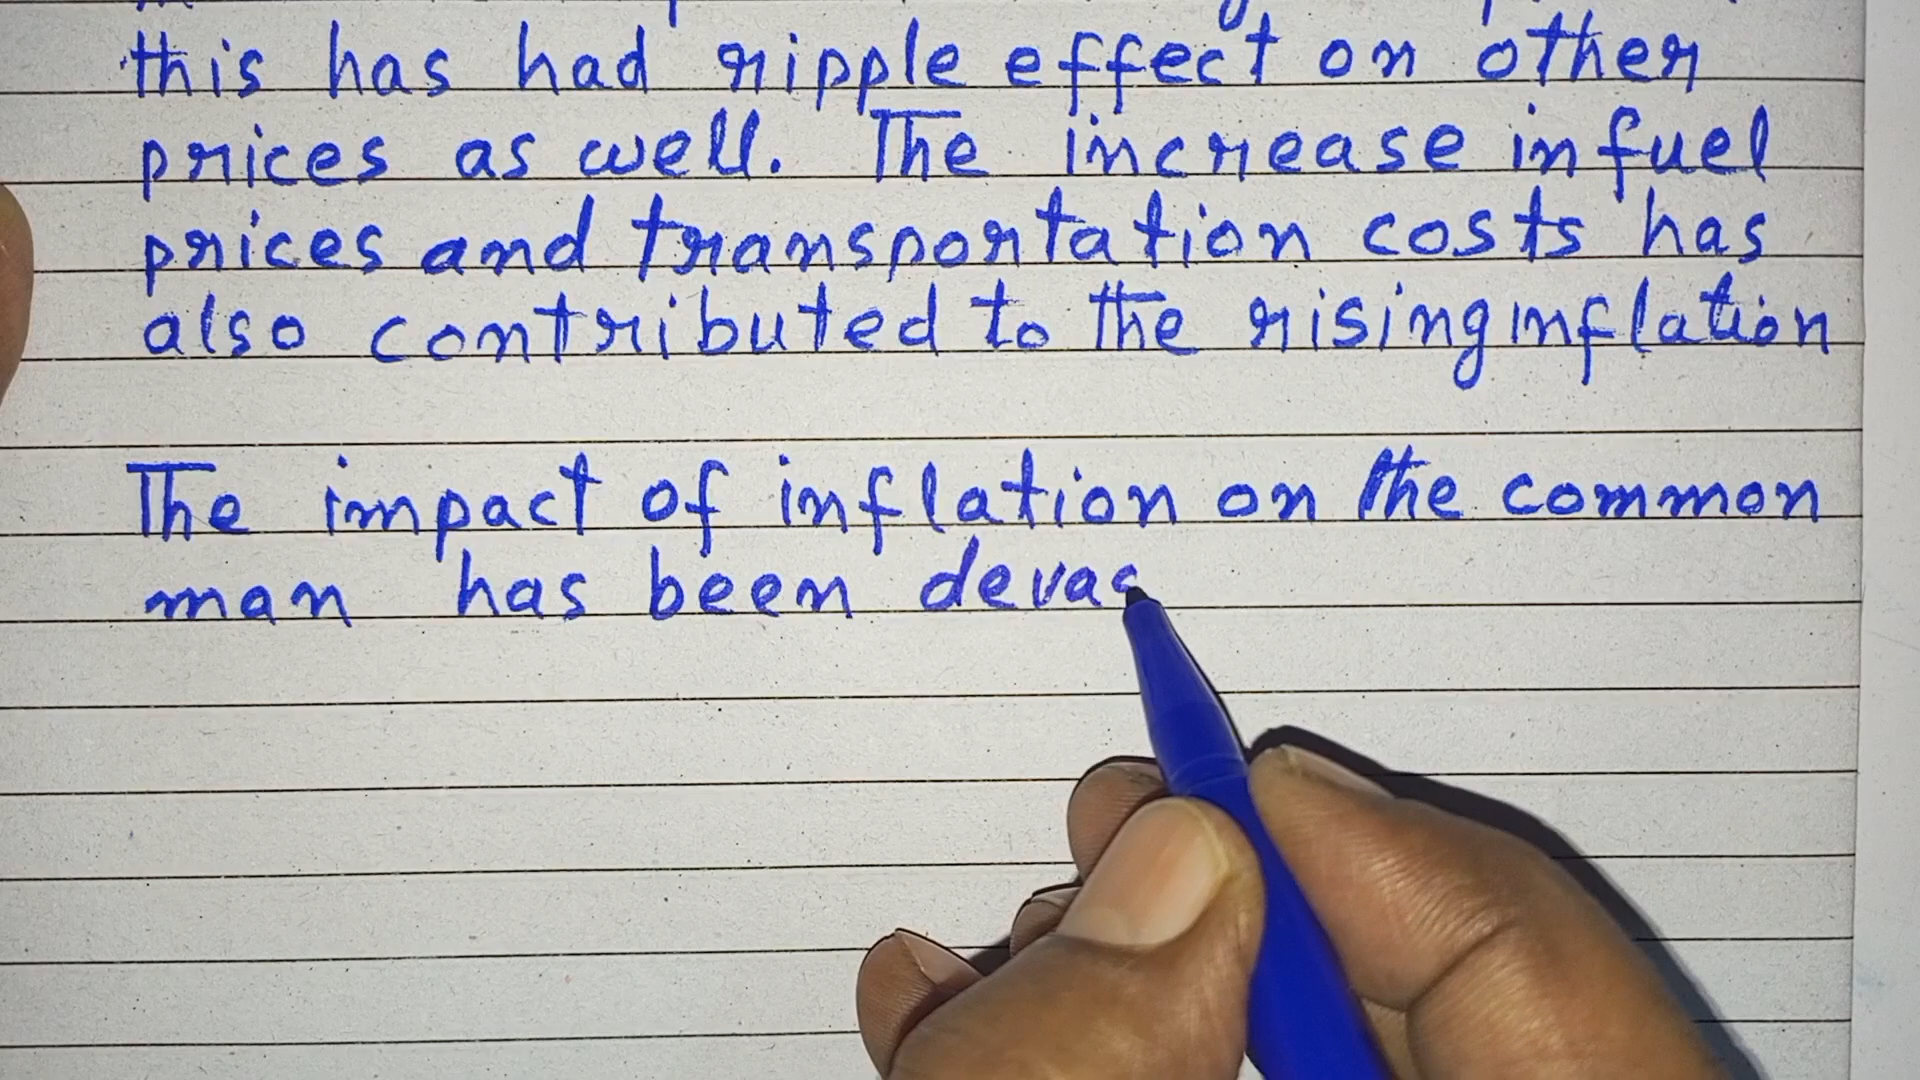 this has had ripple effect on other
prices as well. The increase in fuel
prices and transportation costs has
also contributed to the rising inflation
The impact of inflation on the common
man has been devas